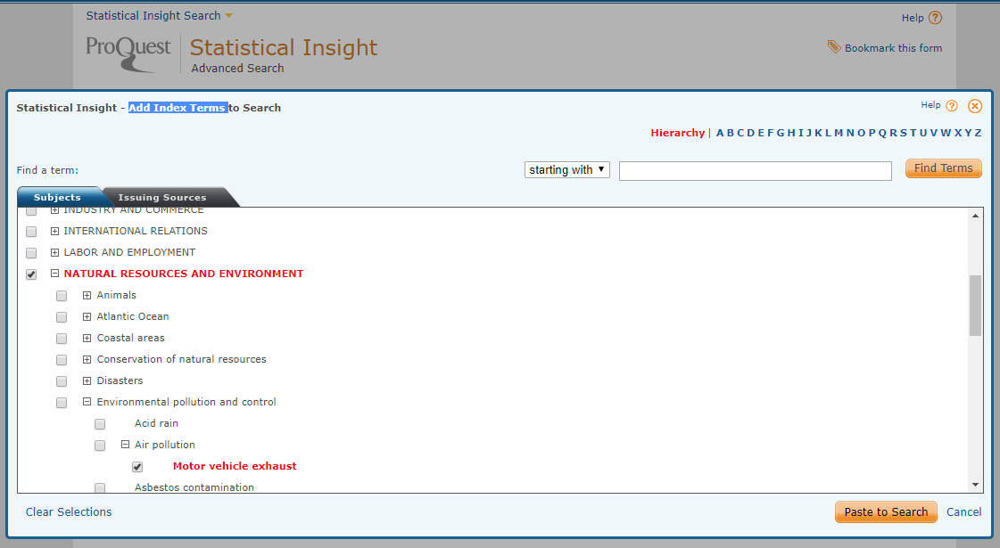 Statistical Insight Search
Help ?
ProQuest
Statistical Insight
Advanced Search
Bookmark this form
Statistical Insight - Add Index Terms to Search
Help ?
Hierarchy | A B C D E F G H I J K L M N O P Q R S T U V W X Y Z
Find a term:
starting with
Find Terms
Subjects
Issuing Sources
INDUSTRY AND COMMERCE
INTERNATIONAL RELATIONS
LABOR AND EMPLOYMENT
NATURAL RESOURCES AND ENVIRONMENT
Animals
Atlantic Ocean
Coastal areas
Conservation of natural resources
Disasters
Environmental pollution and control
Acid rain
Air pollution
Motor vehicle exhaust
Asbestos contamination
Clear Selections
Paste to Search
Cancel